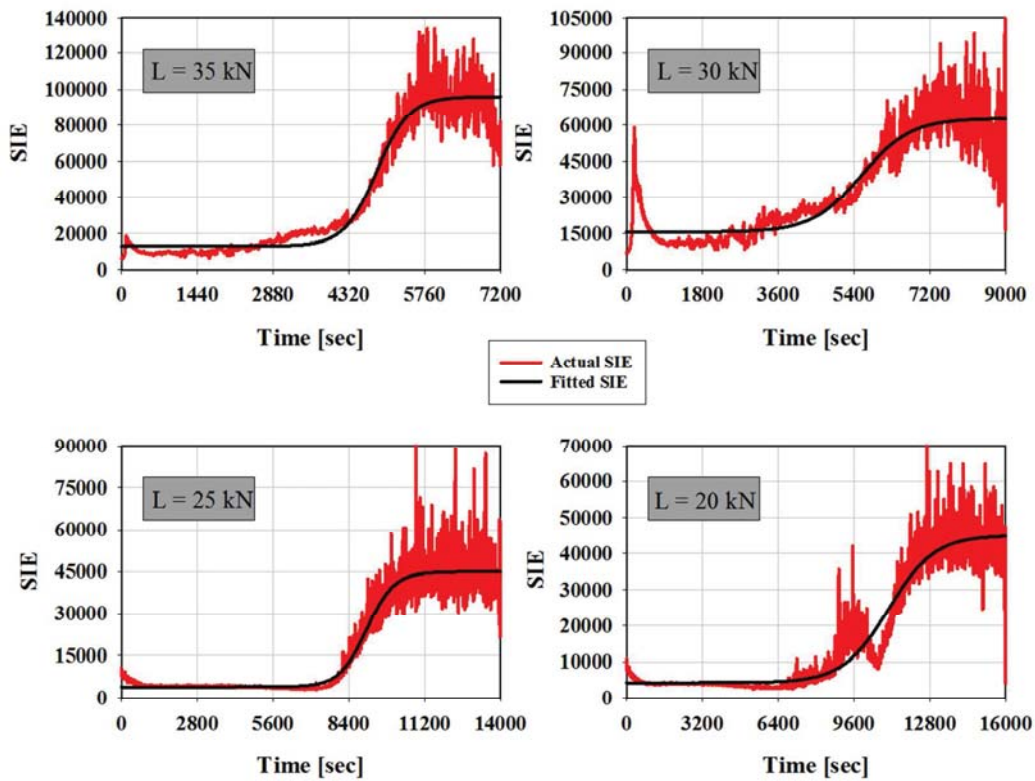 140000
120000
100000
80000
60000
40000
20000
0
SIE
L = 35 kN
0 1440 2880 4320 5760 7200
Time [sec]
105000
90000
75000
60000
45000
30000
15000
0
SIE
L = 30 kN
0 1800 3600 5400 7200 9000
Time [sec]
Actual SIE
Fitted SIE
90000
75000
60000
45000
30000
15000
0
SIE
L = 25 kN
0 2800 5600 8400 11200 14000
Time [sec]
70000
60000
50000
40000
30000
20000
10000
0
SIE
L = 20 kN
0 3200 6400 9600 12800 16000
Time [sec]